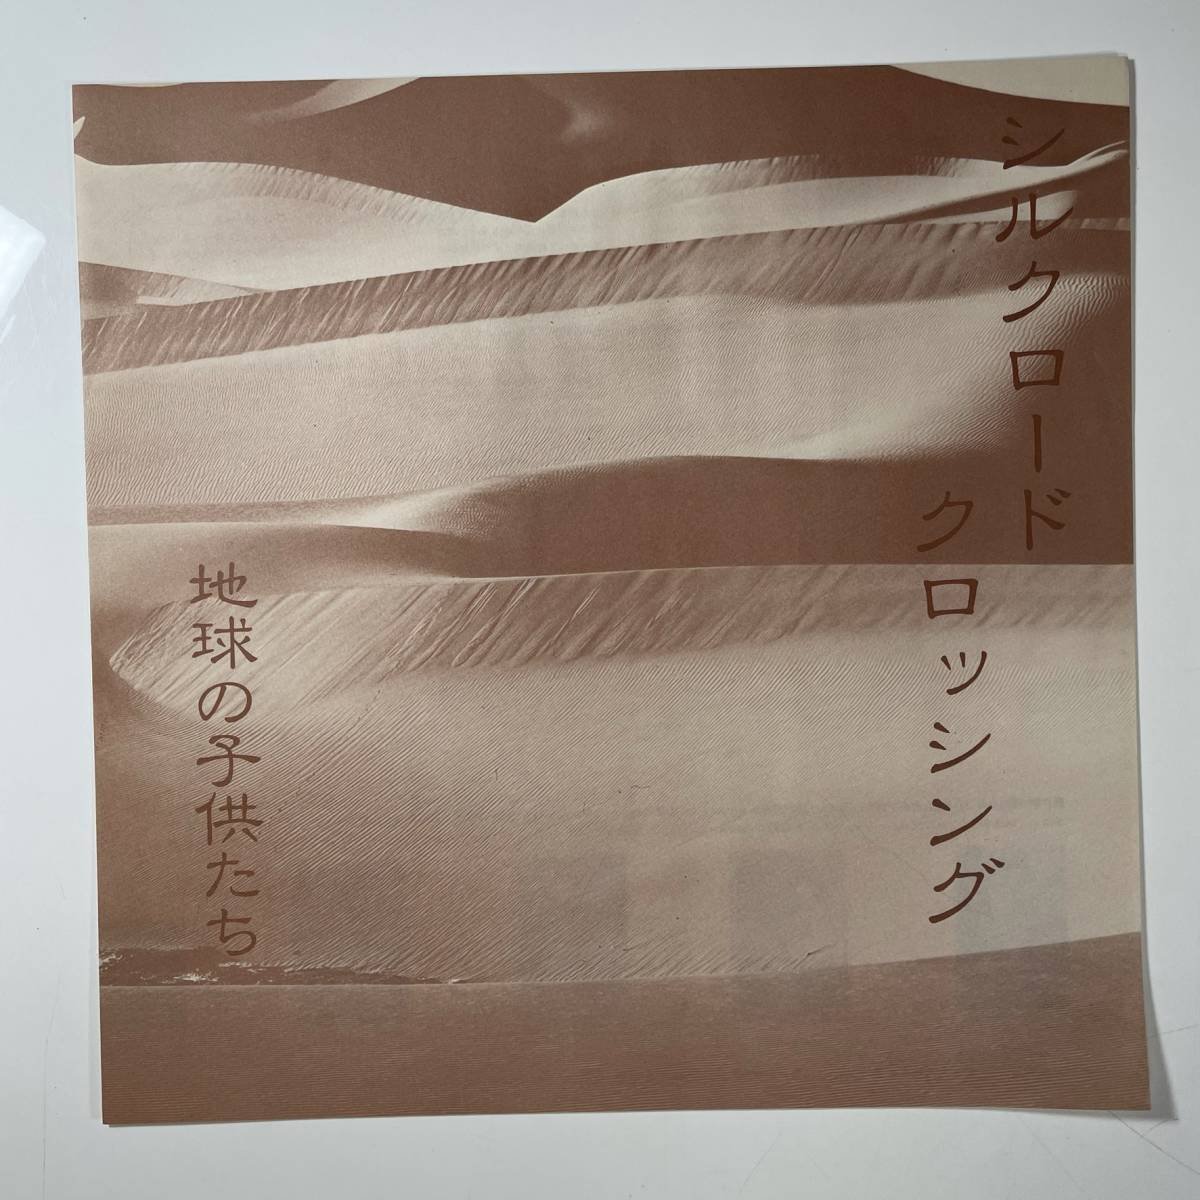 シルクロード
クロッシング
地球の子供たち